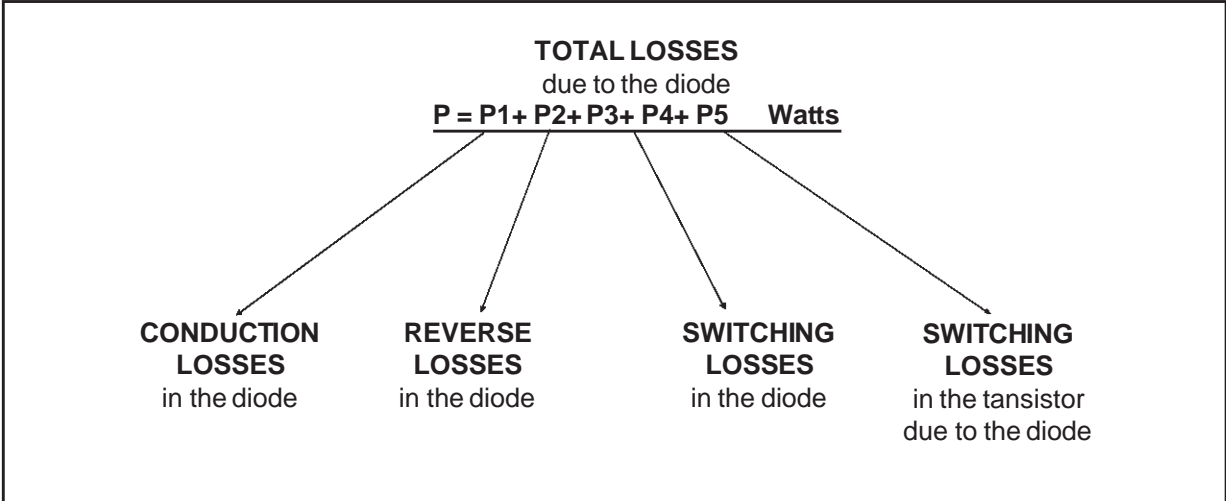 TOTAL LOSSES
due to the diode
P = P1+ P2+ P3+ P4+ P5 Watts
CONDUCTION
LOSSES
in the diode
REVERSE
LOSSES
in the diode
SWITCHING
LOSSES
in the diode
SWITCHING
LOSSES
in the tansistor
due to the diode